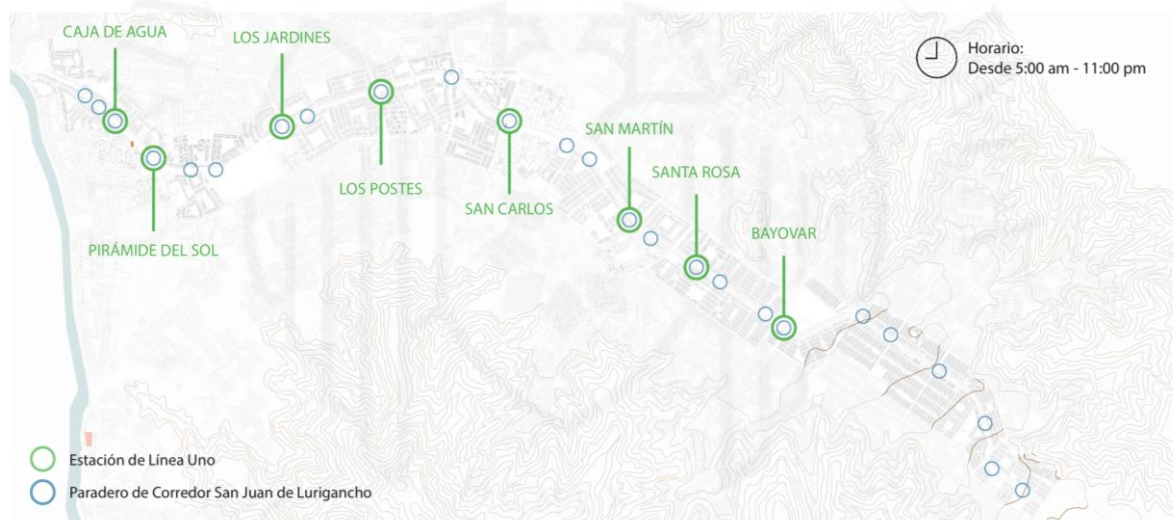 CAJA DE AGUA
LOS JARDINES
Horario:
Desde 5:00 am - 11:00 pm
SAN MARTÍN
SANTA ROSA
LOS POSTES
SAN CARLOS
BAYOVAR
PIRÁMIDE DEL SOL
Estación de Línea Uno
Paradero de Corredor San Juan de Lurigancho